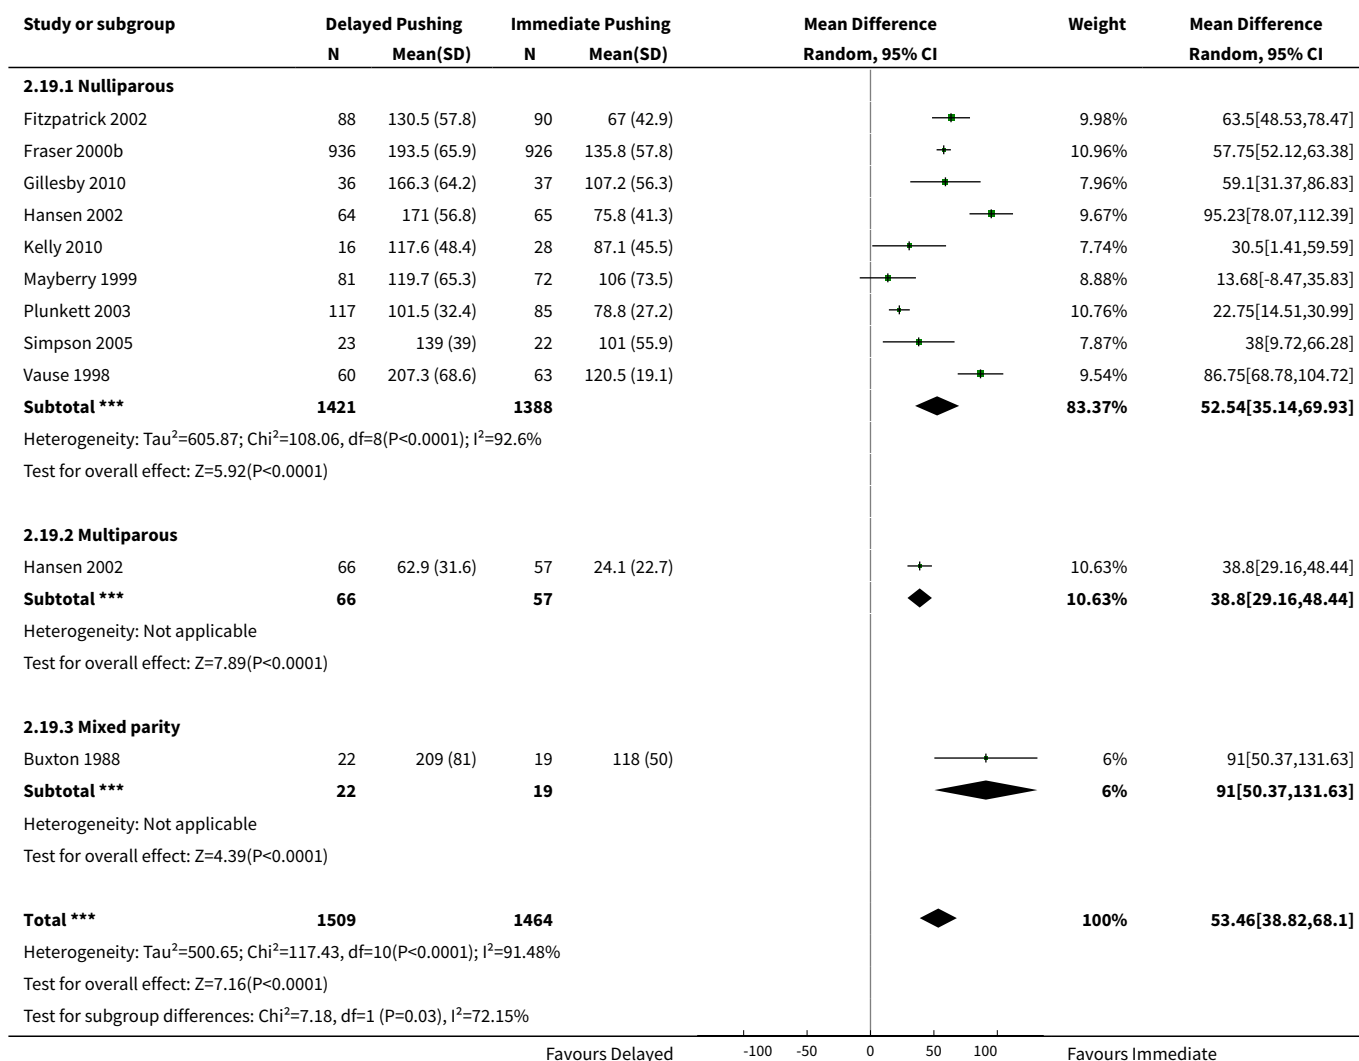 Study or subgroup Delayed Pushing Immediate Pushing Mean Difference Weight Mean Difference
N Mean(SD) N Mean(SD) Random, 95% CI Random, 95% CI
2.19.1 Nulliparous
Fitzpatrick 2002 88 130.5 (57.8) 90 67 (42.9) 9.98% 63.5[48.53,78.47]
Fraser 2000b 936 193.5 (65.9) 926 135.8 (57.8) 10.96% 57.75[52.12,63.38]
Gillesby 2010 36 166.3 (64.2) 37 107.2 (56.3) 7.96% 59.1[31.37,86.83]
Hansen 2002 64 171 (56.8) 65 75.8 (41.3) 9.67% 95.23[78.07,112.39]
Kelly 2010 16 117.6 (48.4) 28 87.1 (45.5) 7.74% 30.5[1.41,59.59]
Mayberry 1999 81 119.7 (65.3) 72 106 (73.5) 8.88% 13.68[-8.47,35.83]
Plunkett 2003 117 101.5 (32.4) 85 78.8 (27.2) 10.76% 22.75[14.51,30.99]
Simpson 2005 23 139 (39) 22 101 (55.9) 7.87% 38[9.72,66.28]
Vause 1998 60 207.3 (68.6) 63 120.5 (19.1) 9.54% 86.75[68.78,104.72]
Subtotal *** 1421 1388 83.37% 52.54[35.14,69.93]
Heterogeneity: Tau²=605.87; Chi²=108.06, df=8(P<0.0001); I²=92.6%
Test for overall effect: Z=5.92(P<0.0001)
2.19.2 Multiparous
Hansen 2002 66 62.9 (31.6) 57 24.1 (22.7) 10.63% 38.8[29.16,48.44]
Subtotal *** 66 57 10.63% 38.8[29.16,48.44]
Heterogeneity: Not applicable
Test for overall effect: Z=7.89(P<0.0001)
2.19.3 Mixed parity
Buxton 1988 22 209 (81) 19 118 (50) 6% 91[50.37,131.63]
Subtotal *** 22 19 6% 91[50.37,131.63]
Heterogeneity: Not applicable
Test for overall effect: Z=4.39(P<0.0001)
Total *** 1509 1464 100% 53.46[38.82,68.1]
Heterogeneity: Tau²=500.65; Chi²=117.43, df=10(P<0.0001); I²=91.48%
Test for overall effect: Z=7.16(P<0.0001)
Test for subgroup differences: Chi²=7.18, df=1 (P=0.03), I²=72.15%
Favours Delayed -100 -50 0 50 100 Favours Immediate